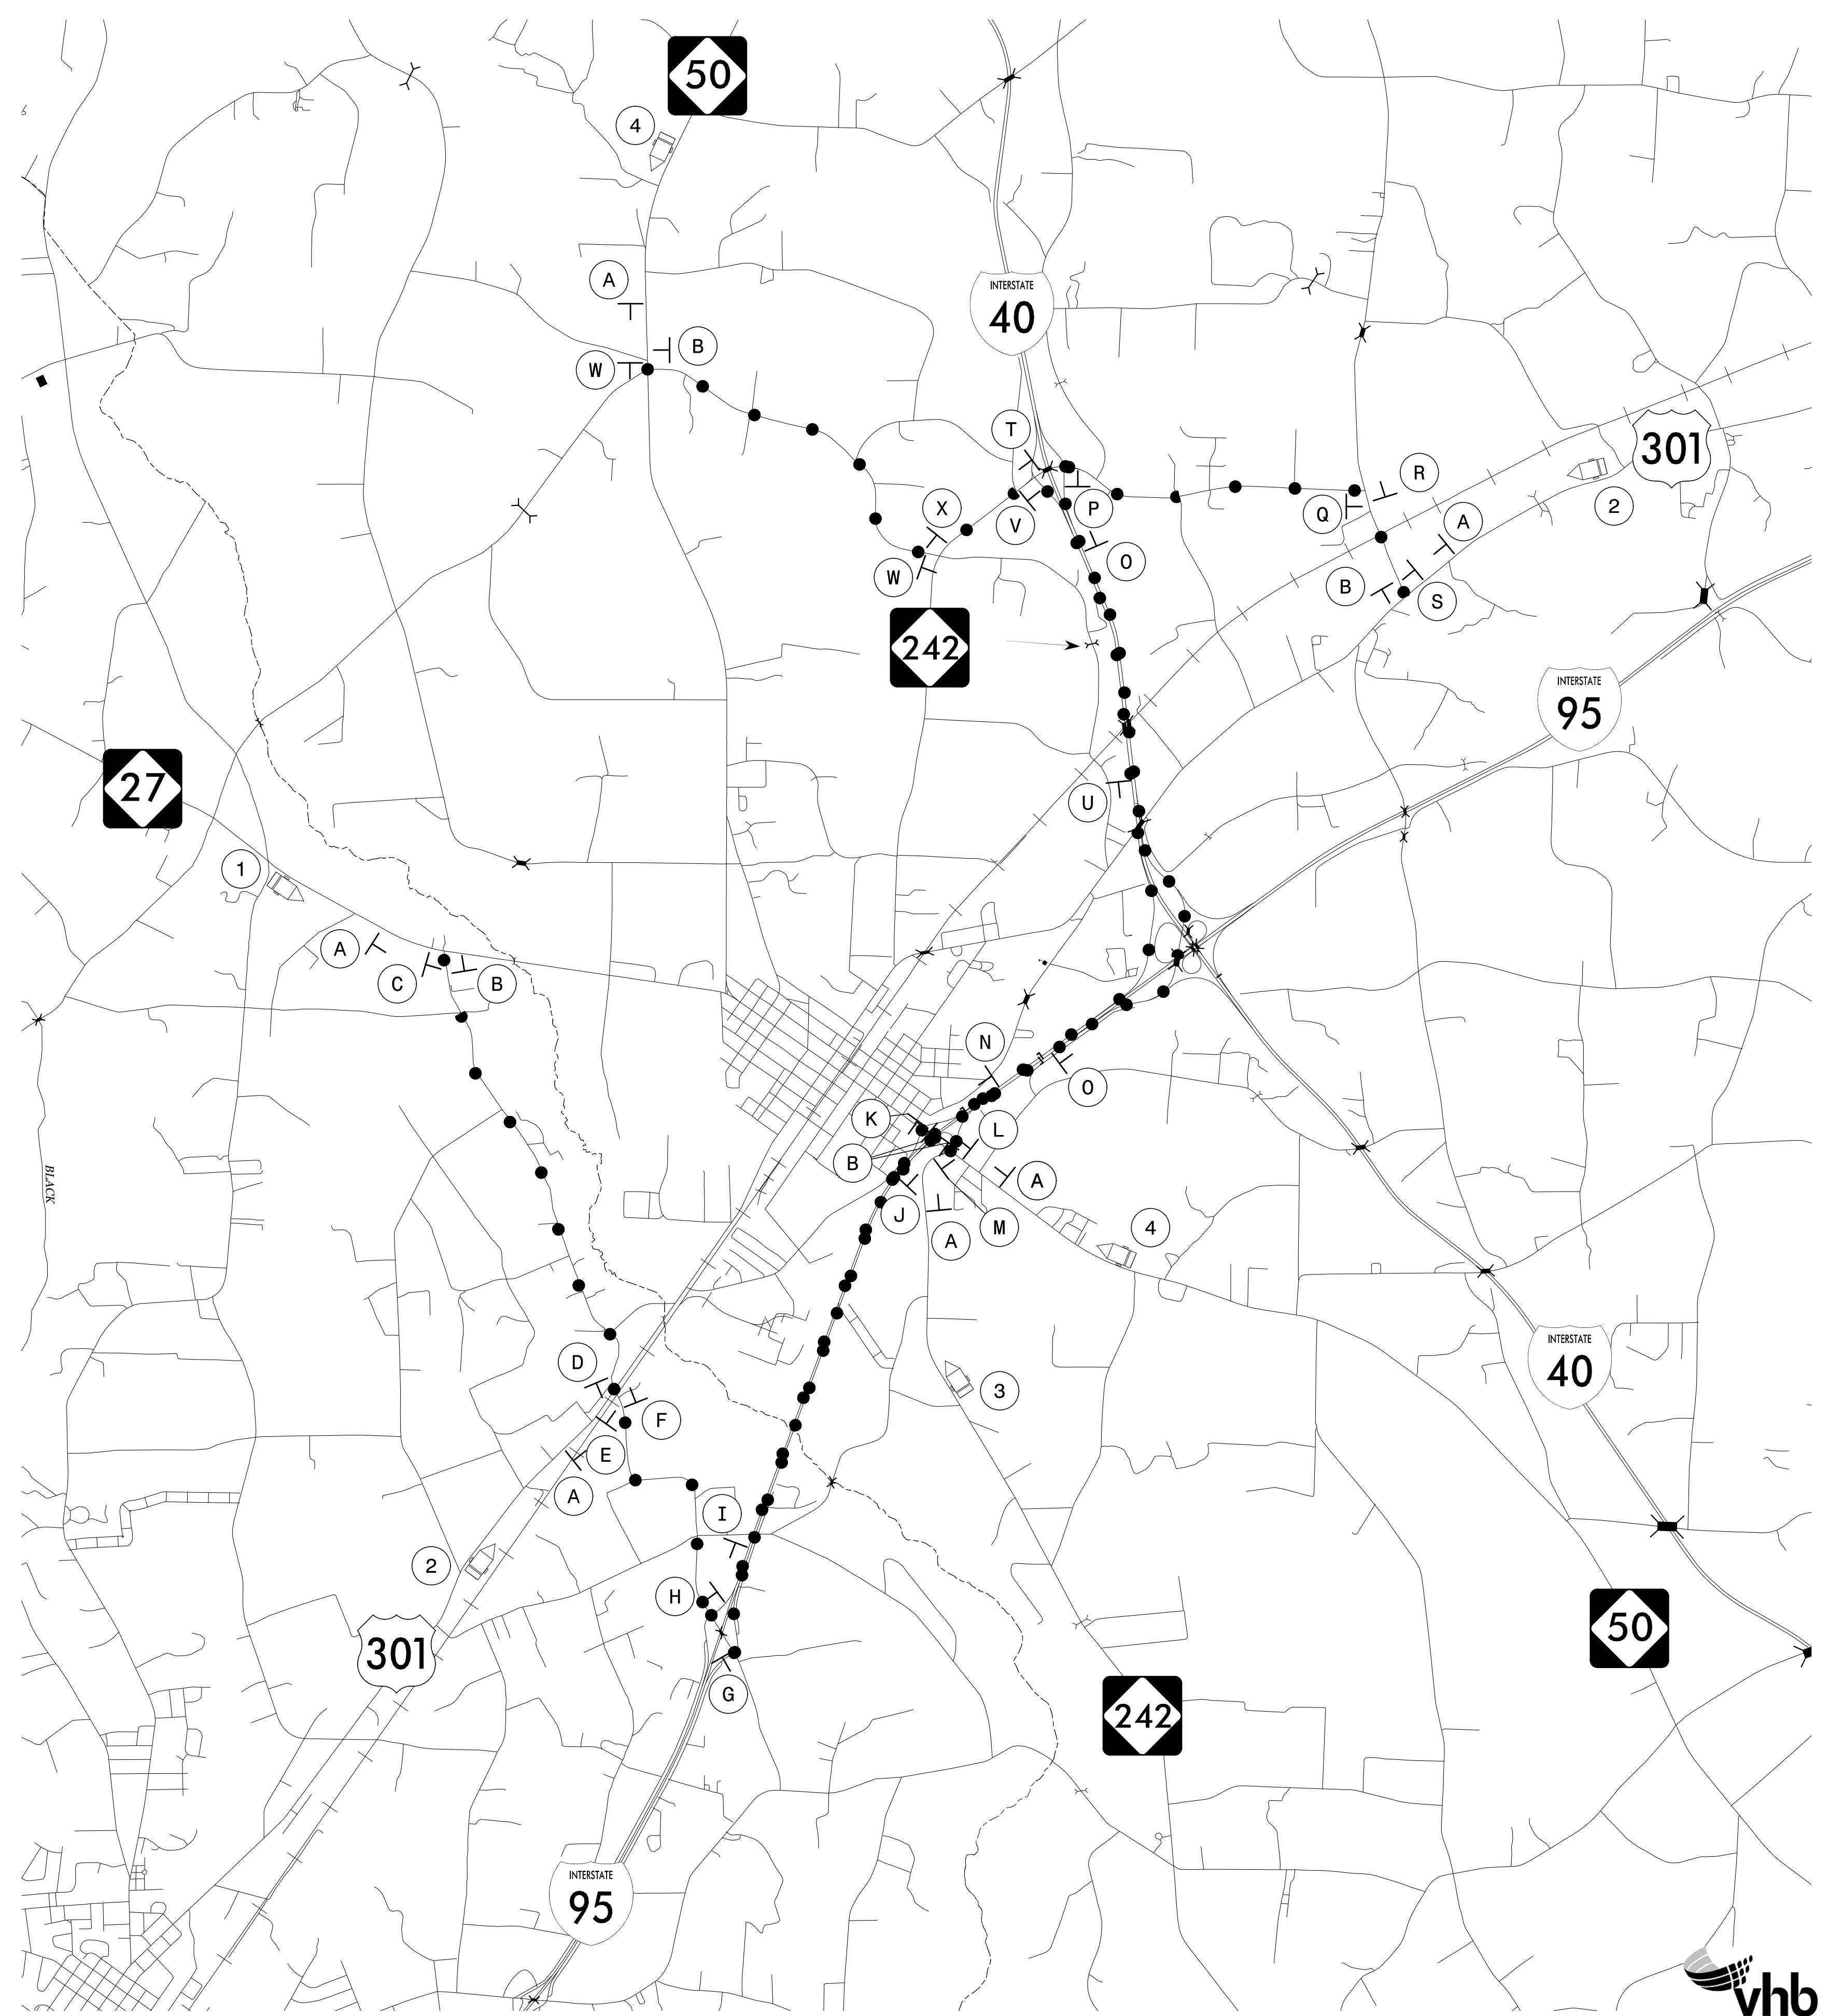 50
4
A
INTERSTATE
40
B
W
T
R
301
X
Q
2
P
V
A
O
W
B
S
242
INTERSTATE
95
27
U
1
A
C
B
N
O
K
L
B
A
J
M
A
4
D
INTERSTATE
40
3
F
E
A
I
2
H
50
301
G
242
BLACK
INTERSTATE
95
vhb